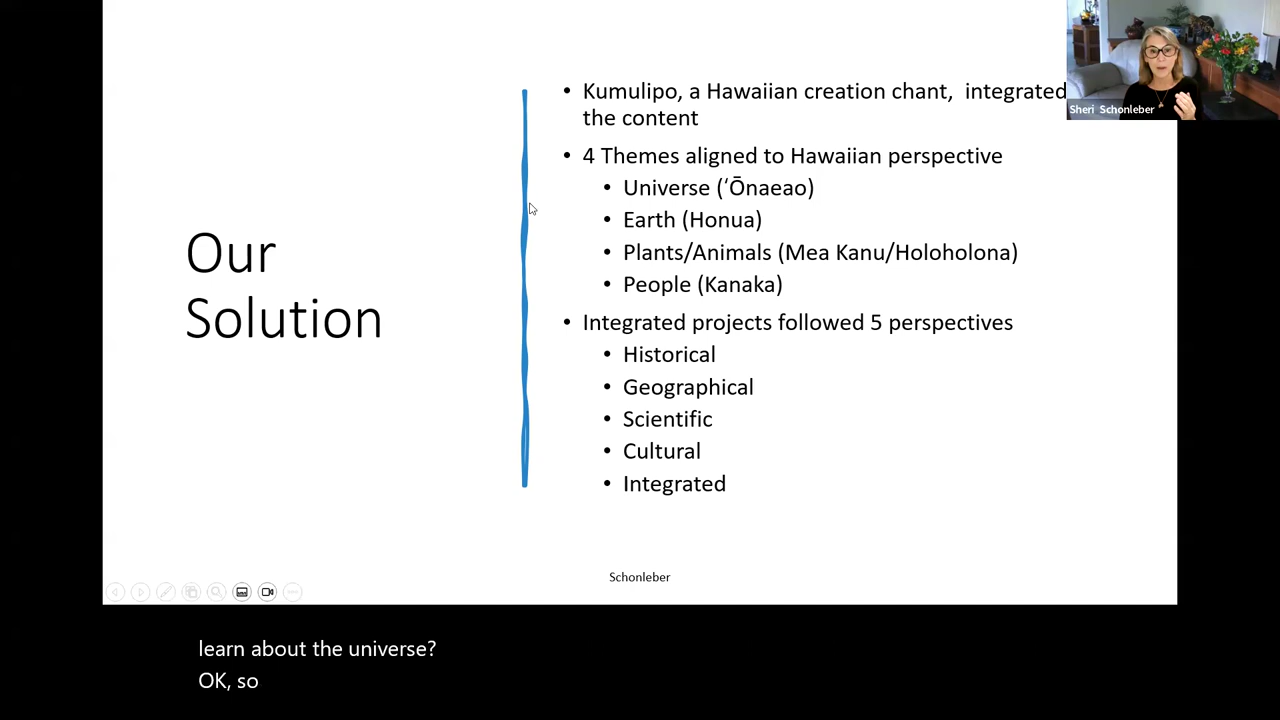 Our
Solution
• Kumulipo, a Hawaiian creation chant,  integrated
the content
• 4 Themes aligned to Hawaiian perspective
• Universe (ʻŌnaeao)
• Earth (Honua)
• Plants/Animals (Mea Kanu/Holoholona)
• People (Kanaka)
• Integrated projects followed 5 perspectives
• Historical
• Geographical
• Scientific
• Cultural
• Integrated
Sheri Schonleber
Schonleber
learn about the universe?
OK, so